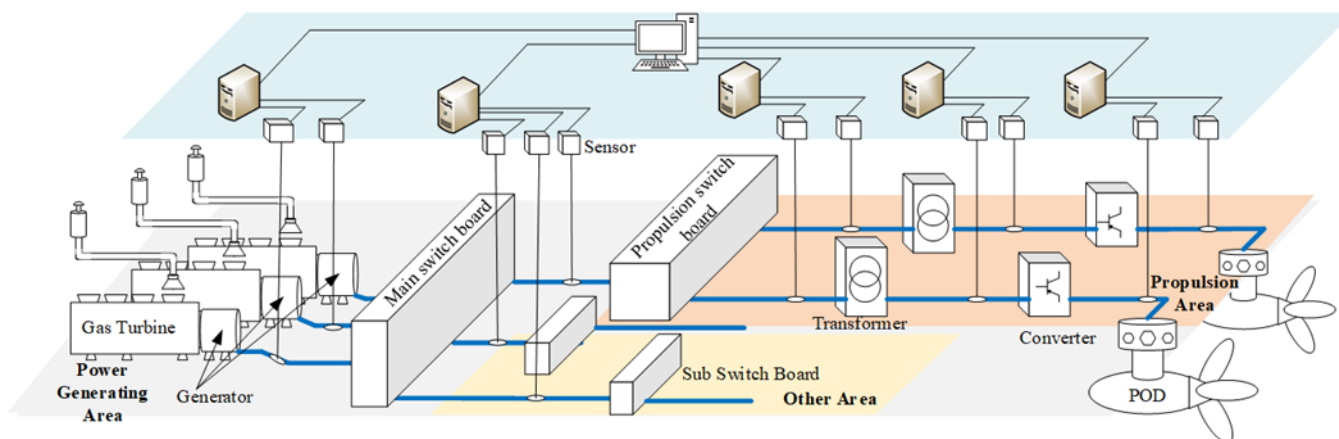 Sensor
Main switch board
Propulsion switch
board
Gas Turbine
Power
Generating
Area
Generator
Transformer
Converter
Propulsion
Area
Sub Switch Board
Other Area
POD